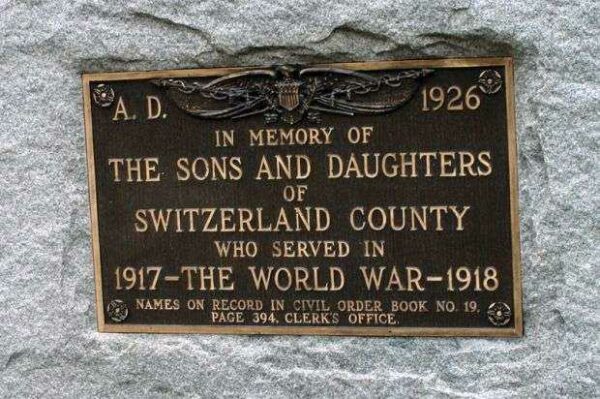 A. D. 1926
IN MEMORY OF
THE SONS AND DAUGHTERS
OF
SWITZERLAND COUNTY
WHO SERVED IN
1917-THE WORLD WAR-1918
NAMES ON RECORD IN CIVIL ORDER BOOK NO. 19,
PAGE 394, CLERK'S OFFICE.